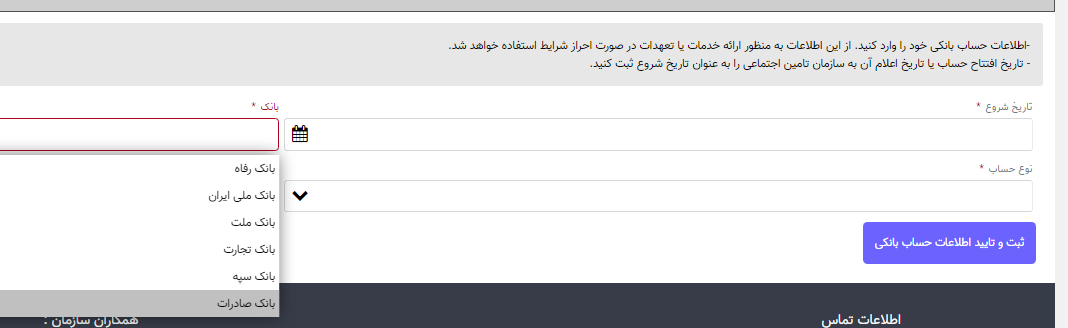 -اطلاعات حساب بانکی خود را وارد کنید. از این اطلاعات به منظور ارائه خدمات یا تعهدات در صورت احراز شرایط استفاده خواهد شد.
- تاریخ افتتاح حساب یا تاریخ اعلام آن به سازمان تامین اجتماعی را به عنوان تاریخ شروع ثبت کنید.
تاریخ شروع *
بانک *
نوع حساب *
بانک رفاه
بانک ملی ایران
بانک ملت
بانک تجارت
بانک سپه
بانک صادرات
ثبت و تایید اطلاعات حساب بانکی
اطلاعات تماس
همکاران سازمان :